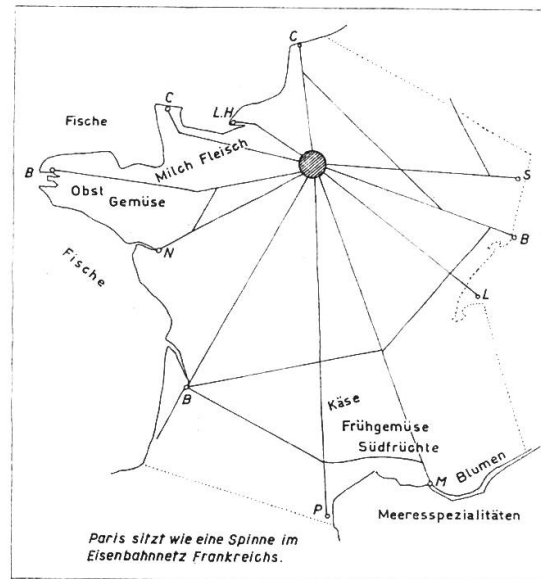 C
C
L.H
Fische
Milch Fleisch
B
S
Obst
Gemüse
B
N
Fische
L
B
Käse
Frühgemüse
Südfrüchte
Blumen
M
P
Meeresspezialitäten
Paris sitzt wie eine Spinne im
Eisenbahnnetz Frankreichs.